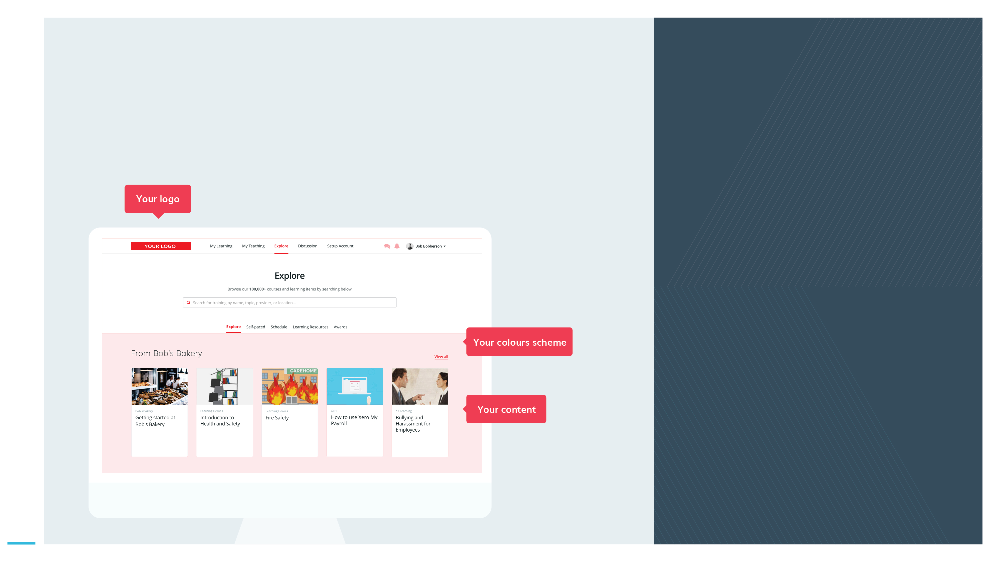 Your logo
YOUR LOGO
My Learning
My Teaching
Explore
Discussion
Setup Account
Bob Bobberson
Explore
Browse our 100,000+ courses and learning items by searching below
Search for training by name, topic, provider, or location...
Explore
Self-paced
Schedule
Learning Resources
Awards
Your colours scheme
From Bob's Bakery
View all
CAREHOME
Your content
Bob's Bakery
Getting started at
Bob's Bakery
Learning Heroes
Introduction to
Health and Safety
Learning Heroes
Fire Safety
Xero
How to use Xero My
Payroll
e3 Learning
Bullying and
Harassment for
Employees